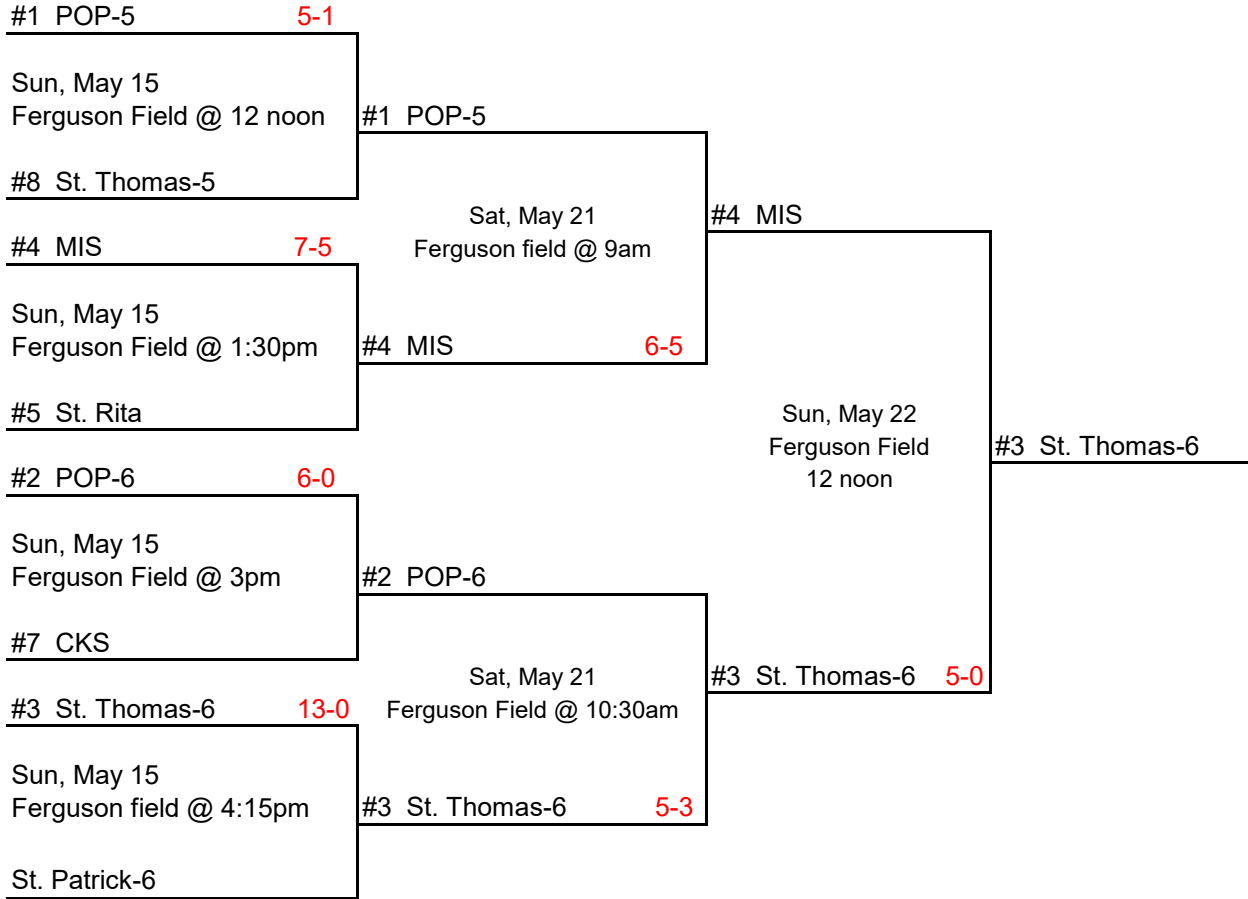 #1 POP-5 5-1
Sun, May 15
Ferguson Field @ 12 noon
#8 St. Thomas-5
#4 MIS 7-5
Sun, May 15
Ferguson Field @ 1:30pm
#5 St. Rita
#2 POP-6 6-0
Sun, May 15
Ferguson Field @ 3pm
#7 CKS
#3 St. Thomas-6 13-0
Sun, May 15
Ferguson field @ 4:15pm
St. Patrick-6
#1 POP-5
Sat, May 21
Ferguson field @ 9am
#4 MIS 6-5
#2 POP-6
Sat, May 21
Ferguson Field @ 10:30am
#3 St. Thomas-6 5-3
#4 MIS
Sun, May 22
Ferguson Field
12 noon
#3 St. Thomas-6 5-0
#3 St. Thomas-6